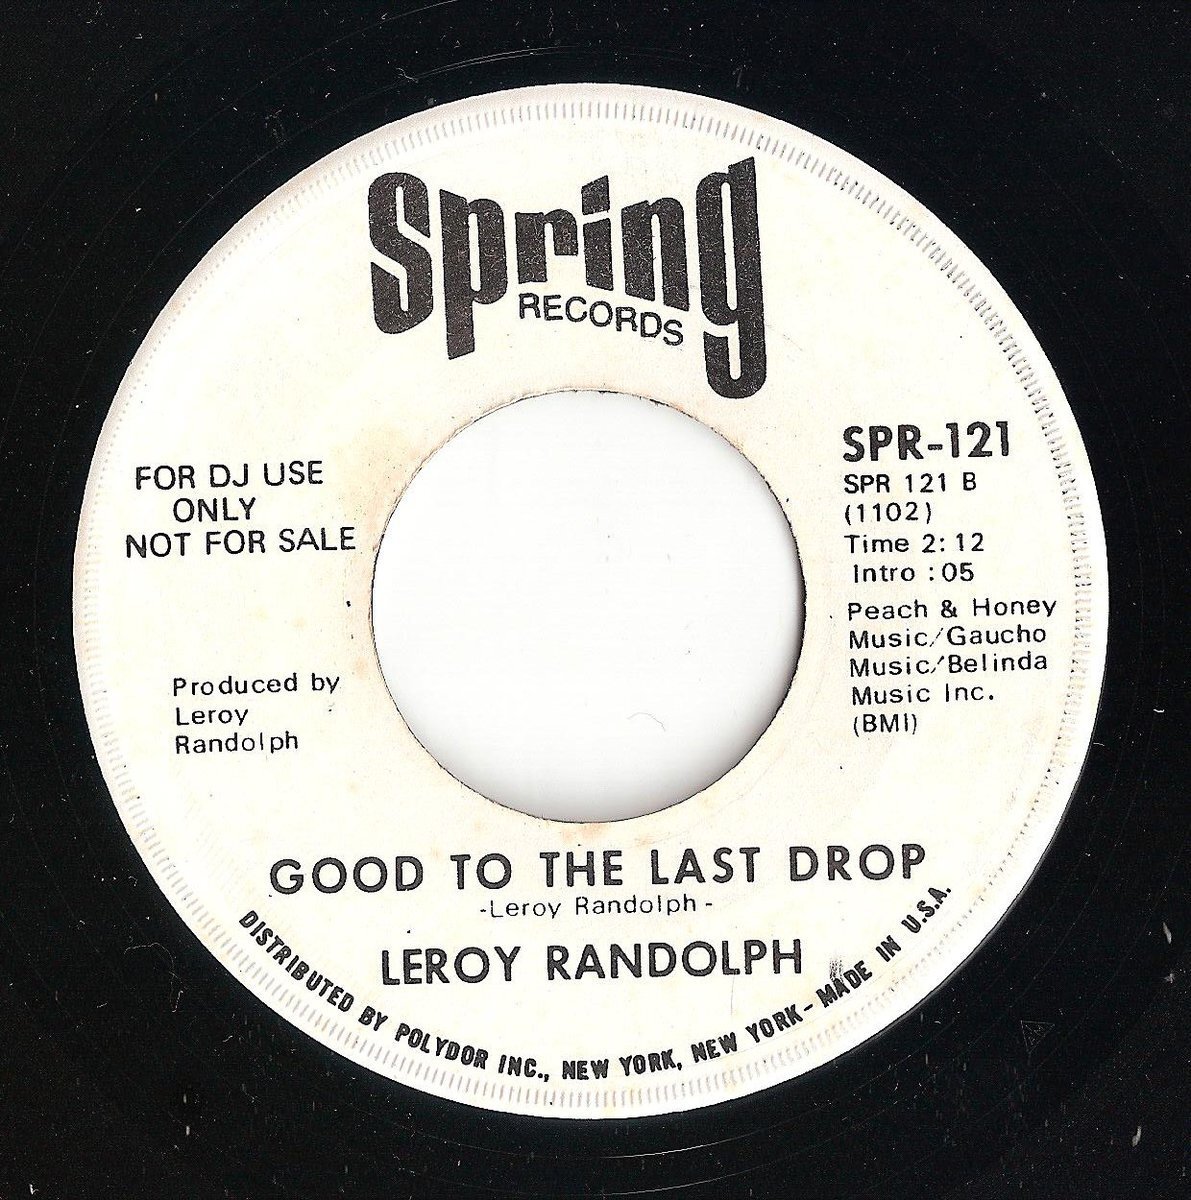 Spring
RECORDS
FOR DJ USE
ONLY
NOT FOR SALE
SPR-121
SPR 121 B
(1102)
Time 2:12
Intro :05
Peach & Honey
Music/Gaucho
Music/Belinda
Music Inc.
(BMI)
Produced by
Leroy
Randolph
GOOD TO THE LAST DROP
-Leroy Randolph-
LEROY RANDOLPH
DISTRIBUTED BY POLYDOR INC., NEW YORK, NEW YORK - MADE IN U.S.A.